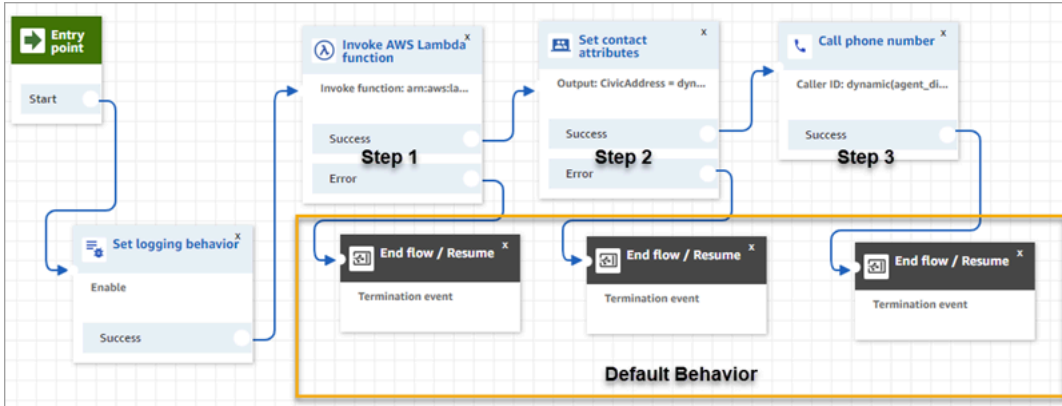 Entry
point
Start
Set logging behavior
x
Enable
Success
Invoke AWS Lambda
function
x
Invoke function: arn:aws:la...
Success
Step 1
Error
Set contact
attributes
x
Output: CivicAddress = dyn...
Success
Step 2
Error
Call phone number
x
Caller ID: dynamic(agent_di...
Success
Step 3
End flow / Resume
x
Termination event
End flow / Resume
x
Termination event
End flow / Resume
x
Termination event
Default Behavior